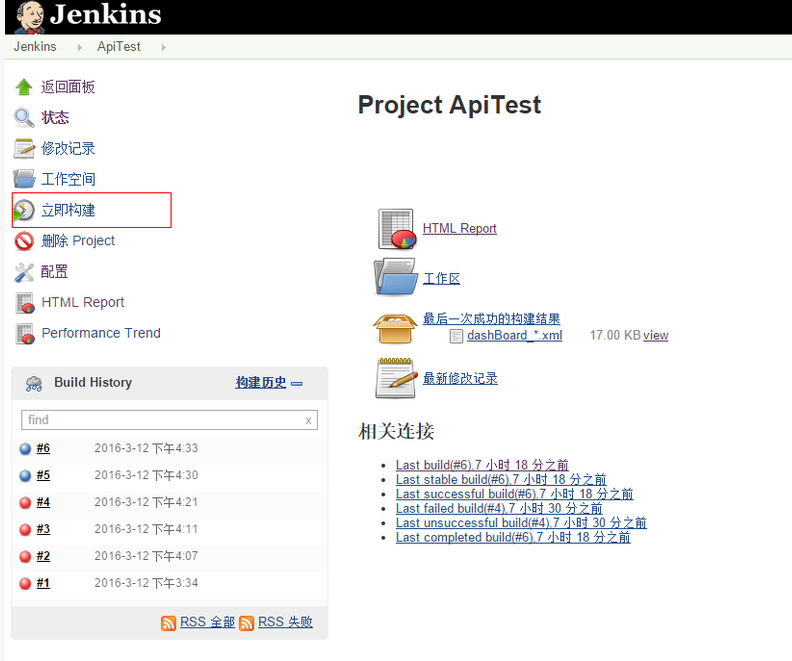 Jenkins
Jenkins ApiTest
返回面板
状态
修改记录
工作空间
立即构建
删除 Project
配置
HTML Report
Performance Trend
Build History 构建历史
find x
#6 2016-3-12 下午4:33
#5 2016-3-12 下午4:30
#4 2016-3-12 下午4:21
#3 2016-3-12 下午4:11
#2 2016-3-12 下午4:07
#1 2016-3-12 下午3:34
RSS 全部 RSS 失败
Project ApiTest
HTML Report
工作区
最后一次成功的构建结果
dashBoard_*.xml 17.00 KB view
最新修改记录
相关连接
Last build(#6),7 小时 18 分之前
Last stable build(#6),7 小时 18 分之前
Last successful build(#6),7 小时 18 分之前
Last failed build(#4),7 小时 30 分之前
Last unsuccessful build(#4),7 小时 30 分之前
Last completed build(#6),7 小时 18 分之前